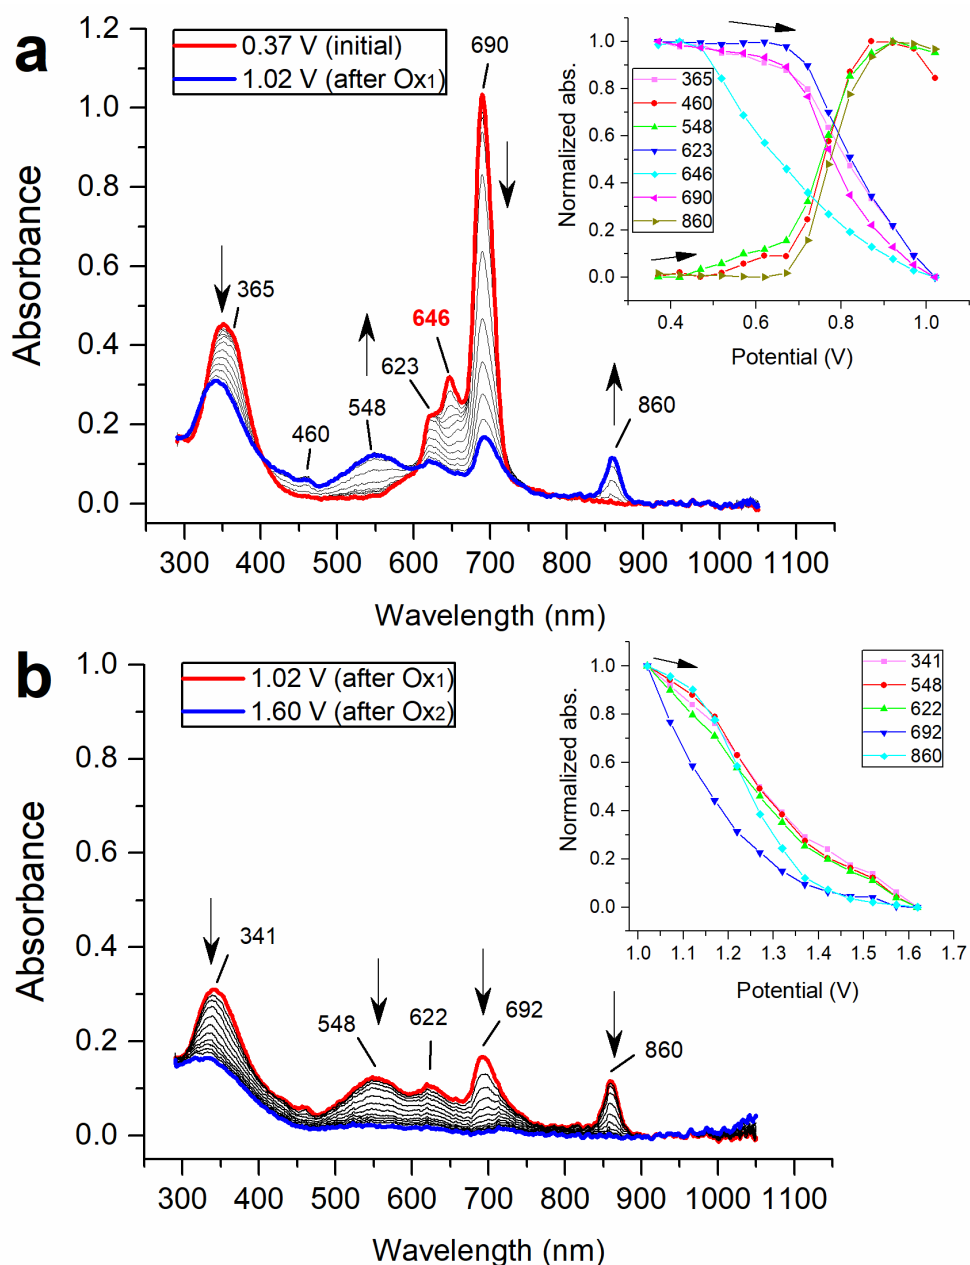 a
0.37 V (initial)
1.02 V (after Ox1)
690
365
460
548
623
646
860
Absorbance
1.2
1.0
0.8
0.6
0.4
0.2
0.0
300 400 500 600 700 800 900 1000 1100
Wavelength (nm)
Normalized abs.
1.0
0.8
0.6
0.4
0.2
0.0
365
460
548
623
646
690
860
0.4 0.6 0.8 1.0
Potential (V)
b
1.02 V (after Ox1)
1.60 V (after Ox2)
341
548
622
692
860
Absorbance
1.0
0.8
0.6
0.4
0.2
0.0
300 400 500 600 700 800 900 1000 1100
Wavelength (nm)
Normalized abs.
1.0
0.8
0.6
0.4
0.2
0.0
341
548
622
692
860
1.0 1.1 1.2 1.3 1.4 1.5 1.6 1.7
Potential (V)